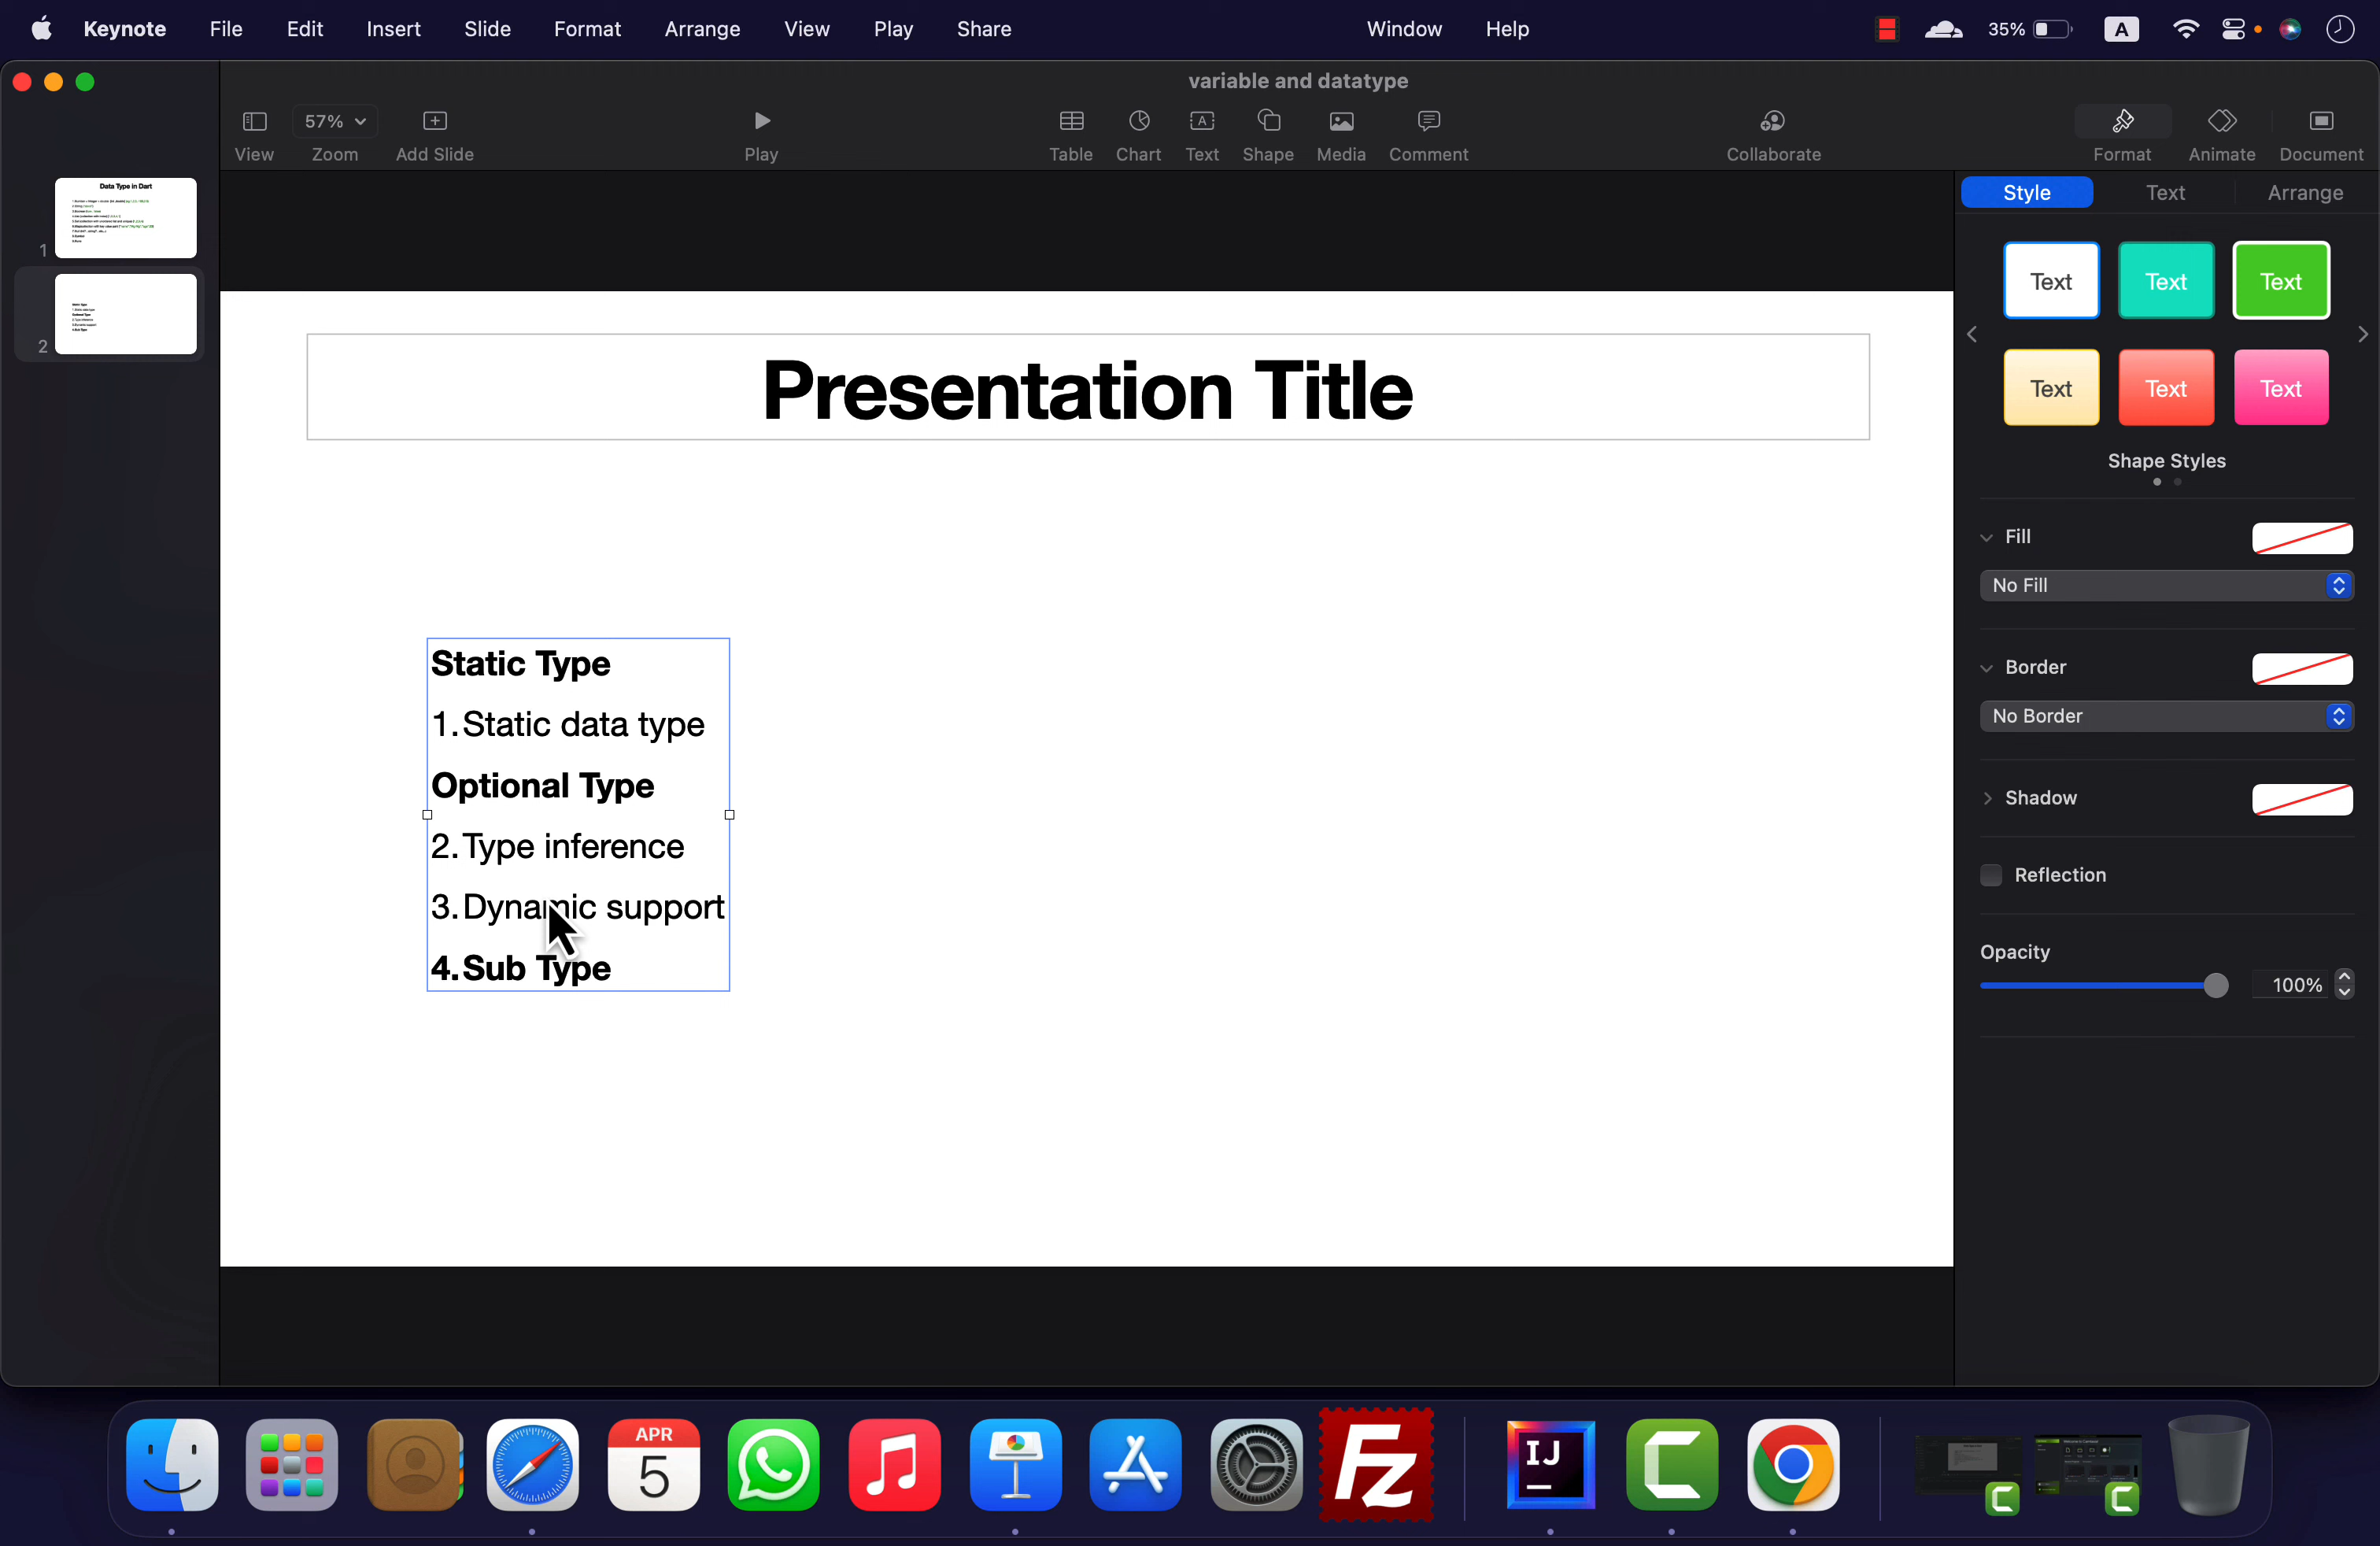 Keynote File Edit Insert Slide Format Arrange View Play Share Window Help 35% A
variable and datatype
57%
View Zoom Add Slide Play Table Chart Text Shape Media Comment Collaborate Format Animate Document
Style Text Arrange
Data Type in Dart
1
2
Presentation Title
Static Type
1. Static data type
Optional Type
2. Type inference
3. Dynamic support
4. Sub Type
Text Text Text
Text Text Text
Shape Styles
Fill
No Fill
Border
No Border
Shadow
Reflection
Opacity
100%
APR
5
Fz
IJ